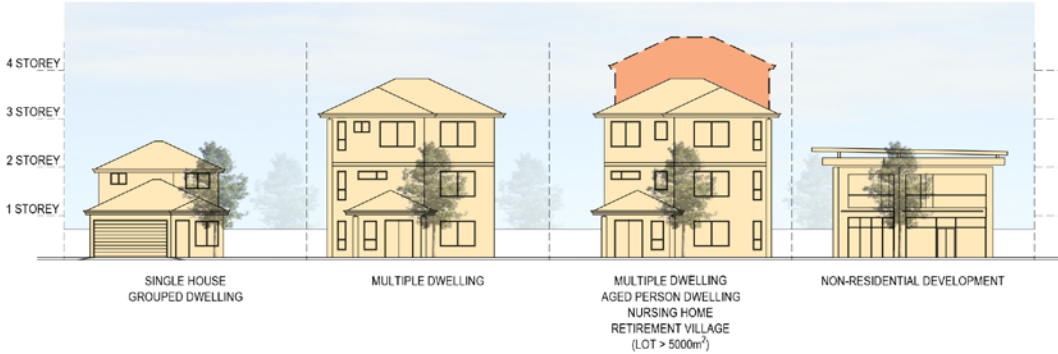 4 STOREY
3 STOREY
2 STOREY
1 STOREY
SINGLE HOUSE
GROUPED DWELLING
MULTIPLE DWELLING
MULTIPLE DWELLING
AGED PERSON DWELLING
NURSING HOME
RETIREMENT VILLAGE
(LOT > 5000m²)
NON-RESIDENTIAL DEVELOPMENT